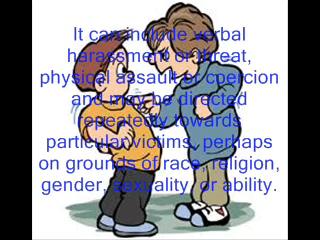 It can include verbal
harassment or threat,
physical assault or coercion
and may be directed
repeatedly towards
particular victims, perhaps
on grounds of race, religion,
gender, sexuality, or ability.